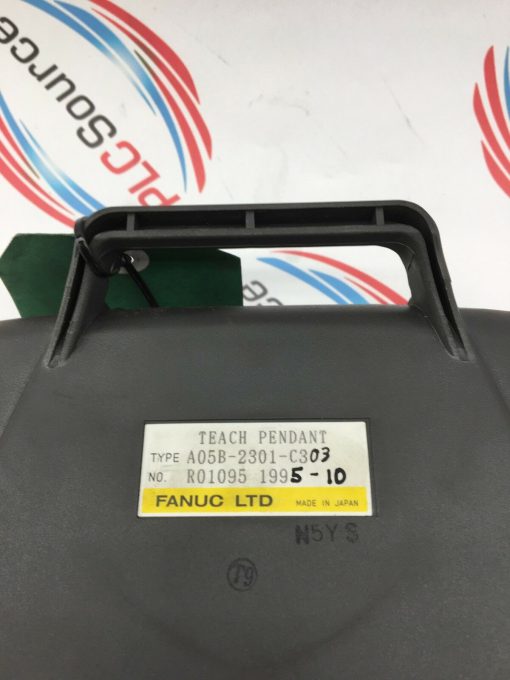 PLCSource
TEACH PENDANT
TYPE A05B-2301-C303
NO. R01095 1995-10
FANUC LTD MADE IN JAPAN
N5YS